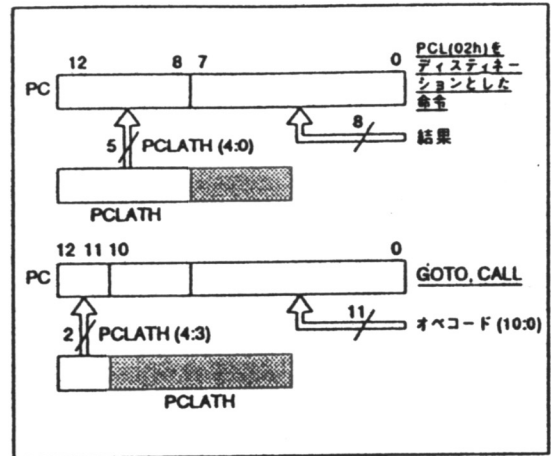 12 8 7 0
PCL(02h)を
ディスティネー
ションとした
命令
PC
8
結果
5 PCLATH (4:0)
PCLATH
12 11 10 0
PC
GOTO, CALL
11
オペコード (10:0)
2 PCLATH (4:3)
PCLATH